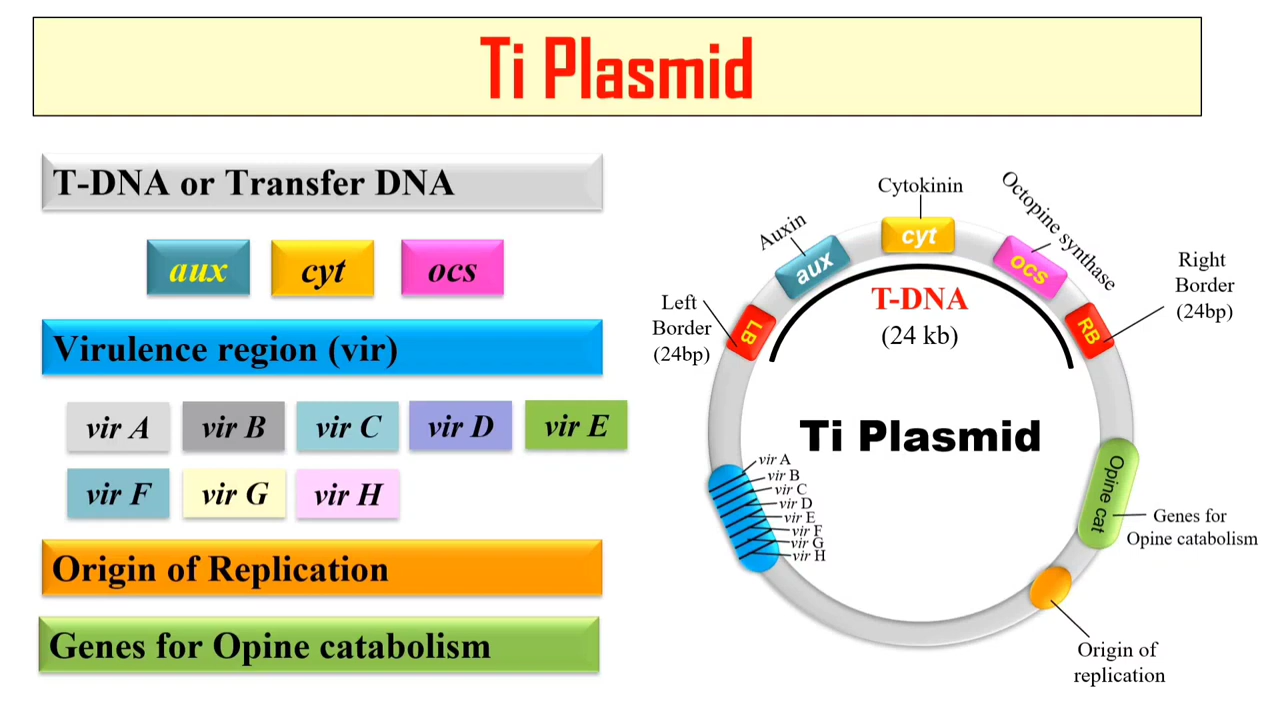 Ti Plasmid
T-DNA or Transfer DNA
aux
cyt
ocs
Virulence region (vir)
vir A
vir B
vir C
vir D
vir E
vir F
vir G
vir H
Origin of Replication
Genes for Opine catabolism
Cytokinin
Auxin
Octopine synthase
cyt
aux
ocs
Left
Border
(24bp)
LB
T-DNA
(24 kb)
RB
Right
Border
(24bp)
Ti Plasmid
vir A
vir B
vir C
vir D
vir E
vir F
vir G
vir H
Opine cat
Genes for
Opine catabolism
Origin of
replication